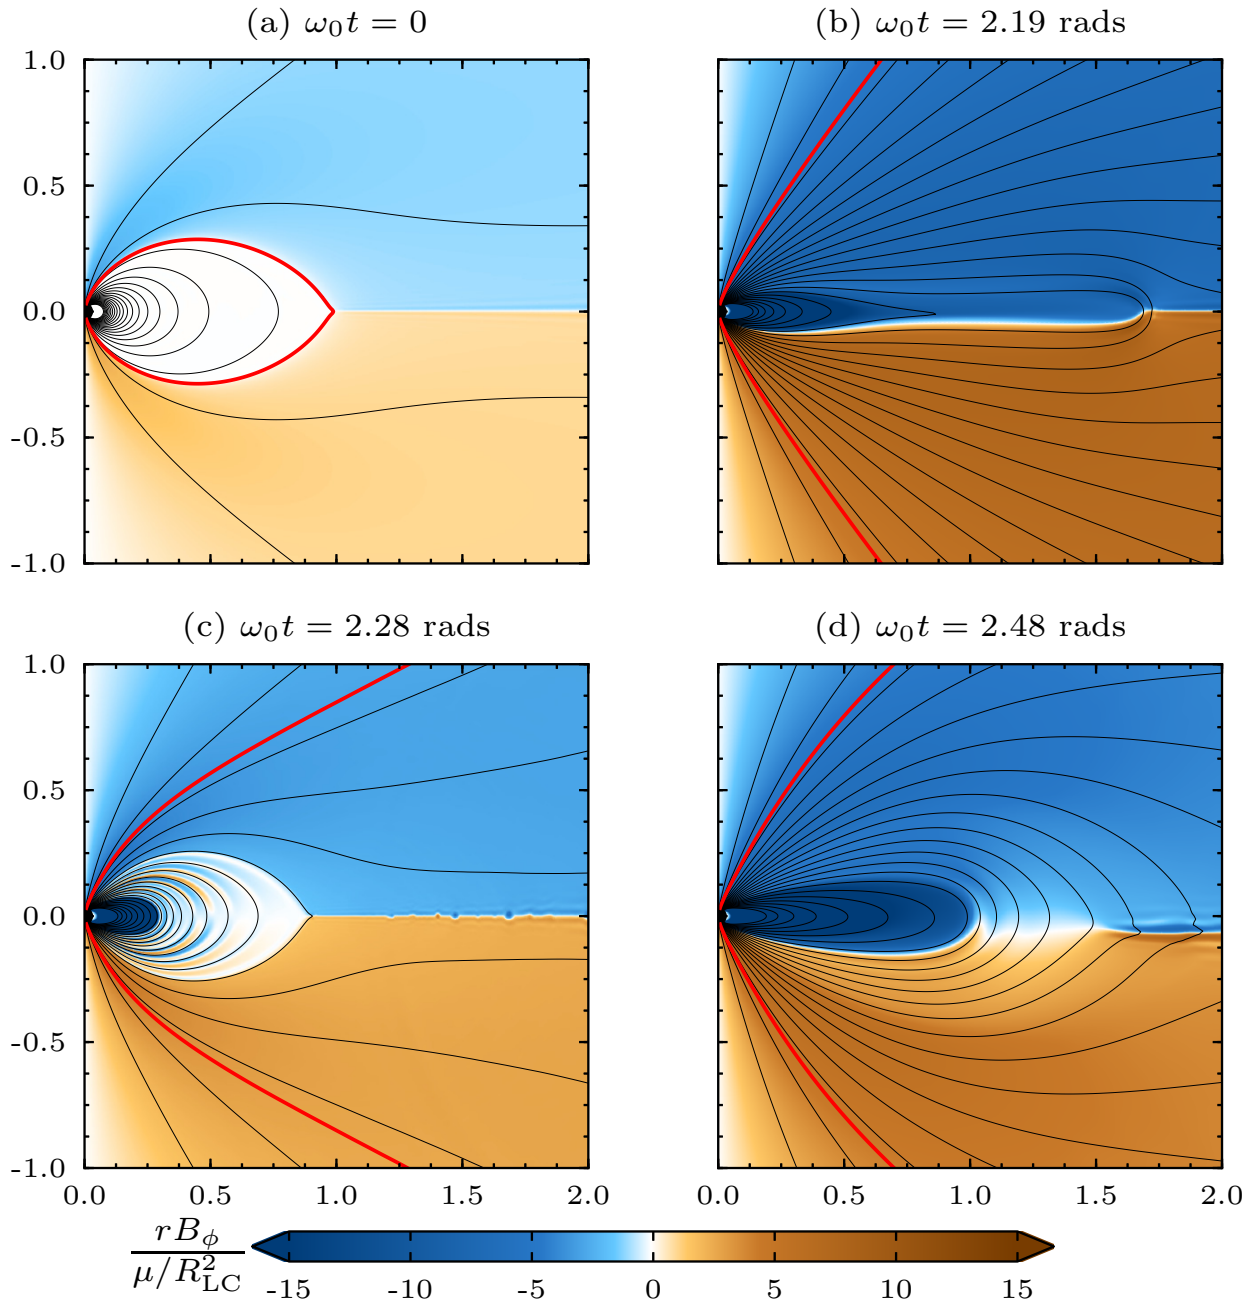 (a) ω₀t = 0
(b) ω₀t = 2.19 rads
1.0
0.5
0.0
-0.5
-1.0
(c) ω₀t = 2.28 rads
(d) ω₀t = 2.48 rads
1.0
0.5
0.0
-0.5
-1.0
0.0 0.5 1.0 1.5 2.0
0.0 0.5 1.0 1.5 2.0
rB_ϕ
μ/R²_LC
-15 -10 -5 0 5 10 15